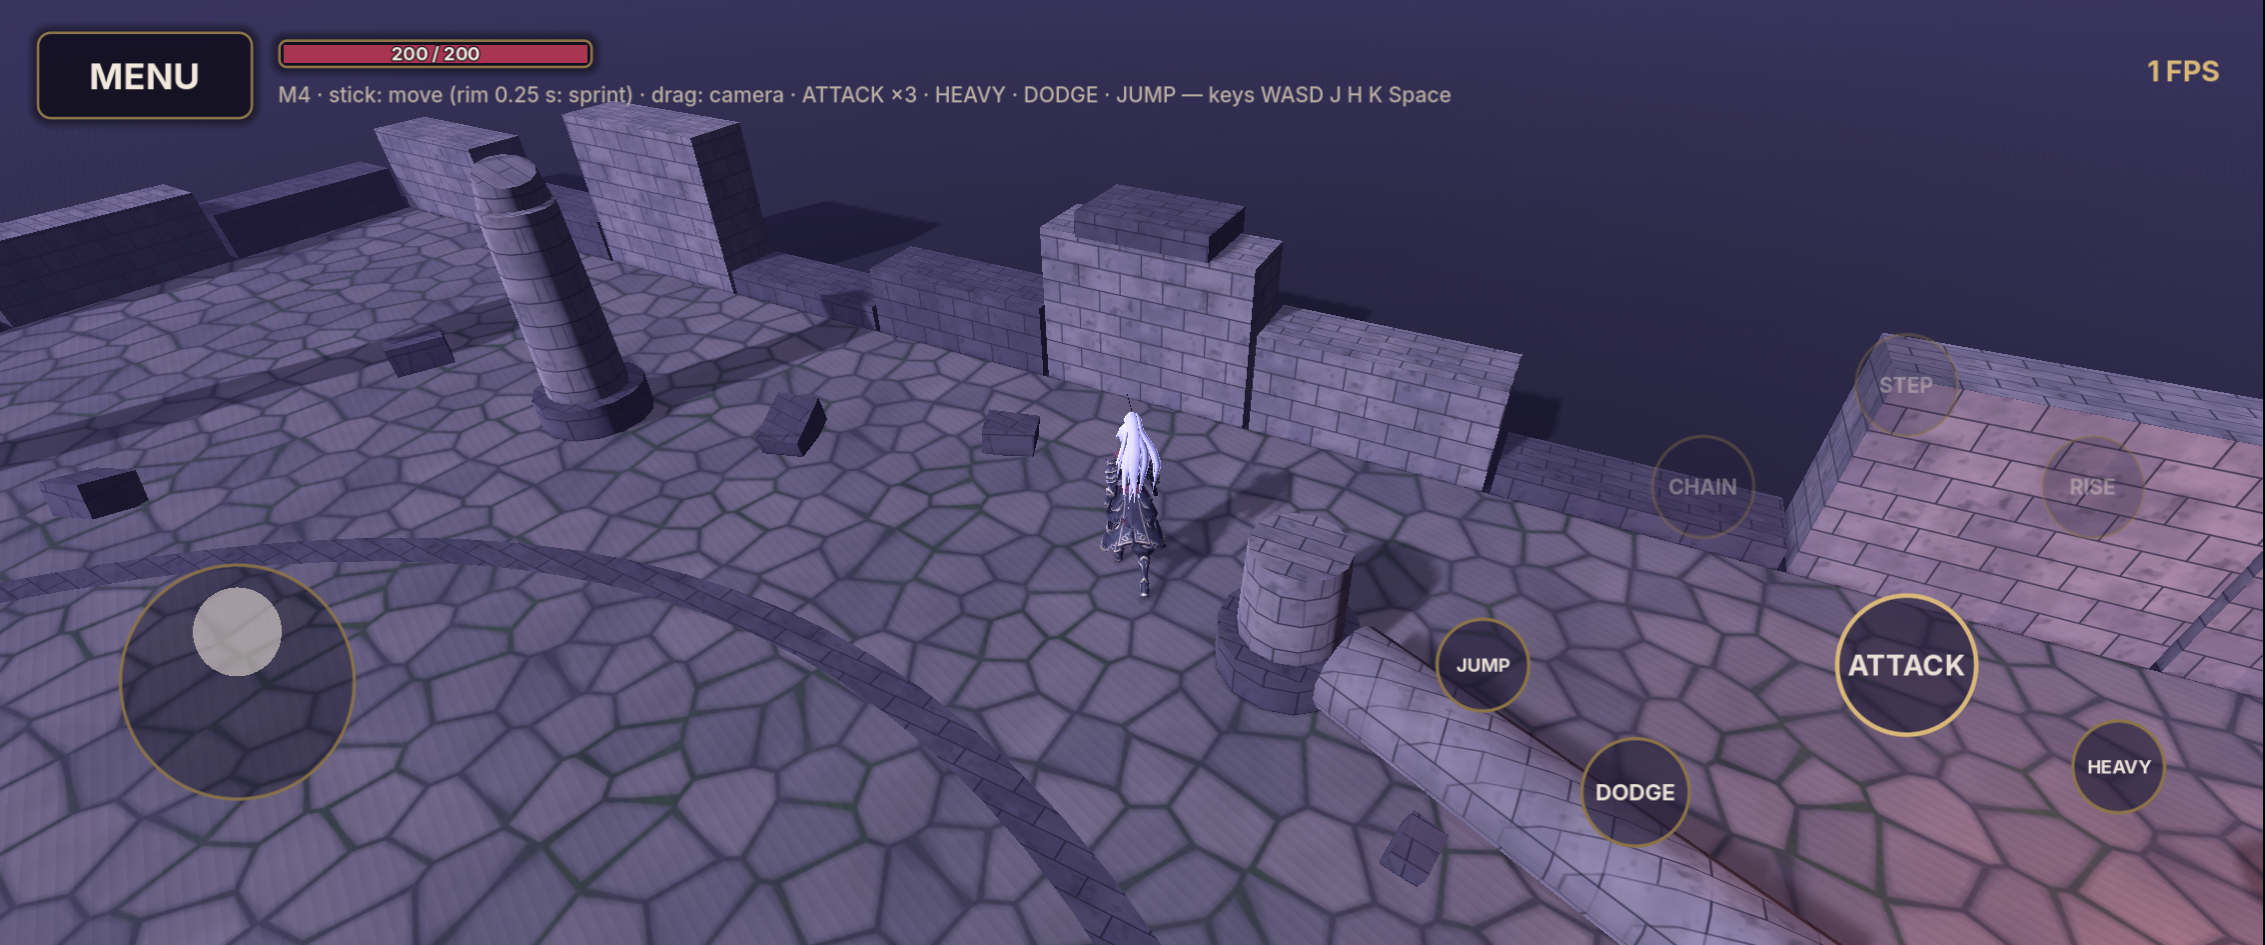 MENU
200 / 200
1 FPS
M4 · stick: move (rim 0.25 s: sprint) · drag: camera · ATTACK ×3 · HEAVY · DODGE · JUMP — keys WASD J H K Space
STEP
CHAIN
RISE
JUMP
ATTACK
HEAVY
DODGE